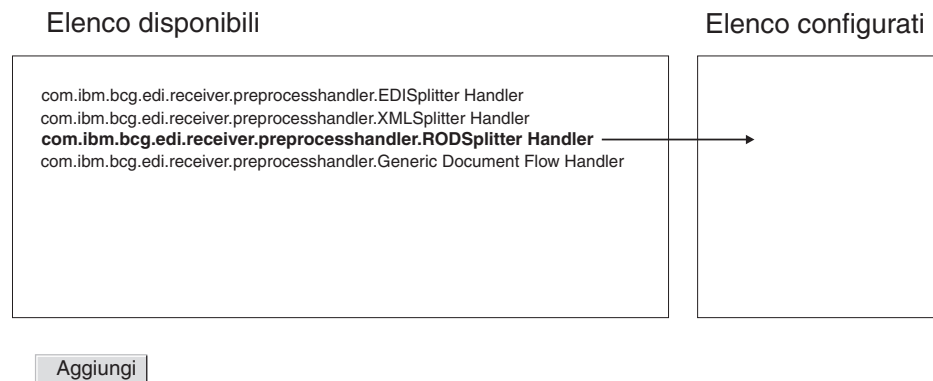 Elenco disponibili
Elenco configurati
com.ibm.bcg.edi.receiver.preprocesshandler.EDISplitter Handler
com.ibm.bcg.edi.receiver.preprocesshandler.XMLSplitter Handler
com.ibm.bcg.edi.receiver.preprocesshandler.RODSplitter Handler
com.ibm.bcg.edi.receiver.preprocesshandler.Generic Document Flow Handler
Aggiungi